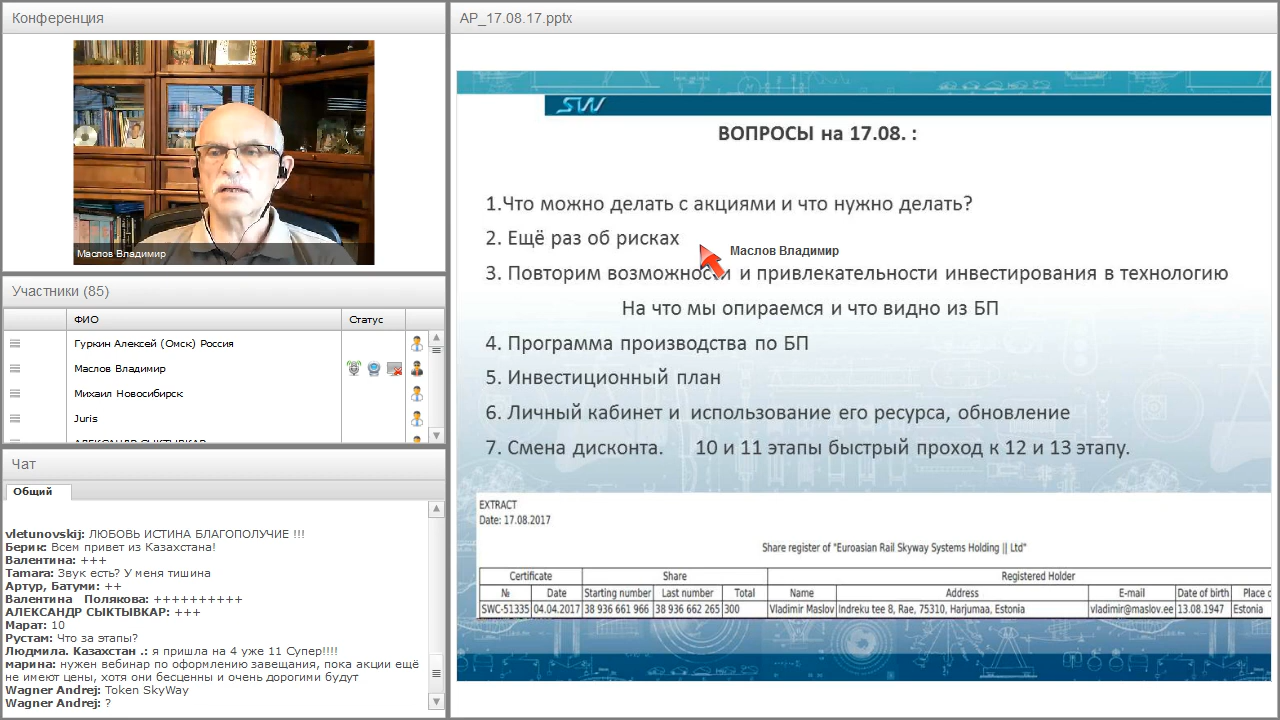 Конференция
Маслов Владимир
Участники (85)
ФИО
Статус
Гуркин Алексей (Омск) Россия
Маслов Владимир
Михаил Новосибирск
Juris
АЛЕКСАНДР СЫКТЫВКАР
Чат
Общий
vletunovskij: ЛЮБОВЬ ИСТИНА БЛАГОПОЛУЧИЕ !!!
Берик: Всем привет из Казахстана!
Валентина: +++
Tamara: Звук есть? У меня тишина
Артур, Батуми: ++
Валентина Полякова: ++++++++++
АЛЕКСАНДР СЫКТЫВКАР: +++
Марат: 10
Рустам: Что за этапы?
Людмила. Казахстан .: я пришла на 4 уже 11 Супер!!!!
марина: нужен вебинар по оформлению завещания, пока акции ещё
ни имеют цены, хотя они бесценны и очень дорогими будут
Wagner Andrej: Token SkyWay
Wagner Andrej: ?
AP_17.08.17.pptx
SW
ВОПРОСЫ на 17.08. :
1.Что можно делать с акциями и что нужно делать?
2. Ещё раз об рисках
Маслов Владимир
3. Повторим возможности и привлекательности инвестирования в технологию
На что мы опираемся и что видно из БП
4. Программа производства по БП
5. Инвестиционный план
6. Личный кабинет и использование его ресурса, обновление
7. Смена дисконта. 10 и 11 этапы быстрый проход к 12 и 13 этапу.
EXTRACT
Date: 17.08.2017
Share register of "Euroasian Rail Skyway Systems Holding || Ltd"
Certificate Share Registered Holder
№ Date Starting number Last number Total Name Address E-mail Date of birth Place o
SWC-51335 04.04.2017 38 936 661 966 38 936 662 265 300 Vladimir Maslov Indreku tee 8, Rae, 75310, Harjumaa, Estonia vladimir@maslov.ee 13.08.1947 Estonia